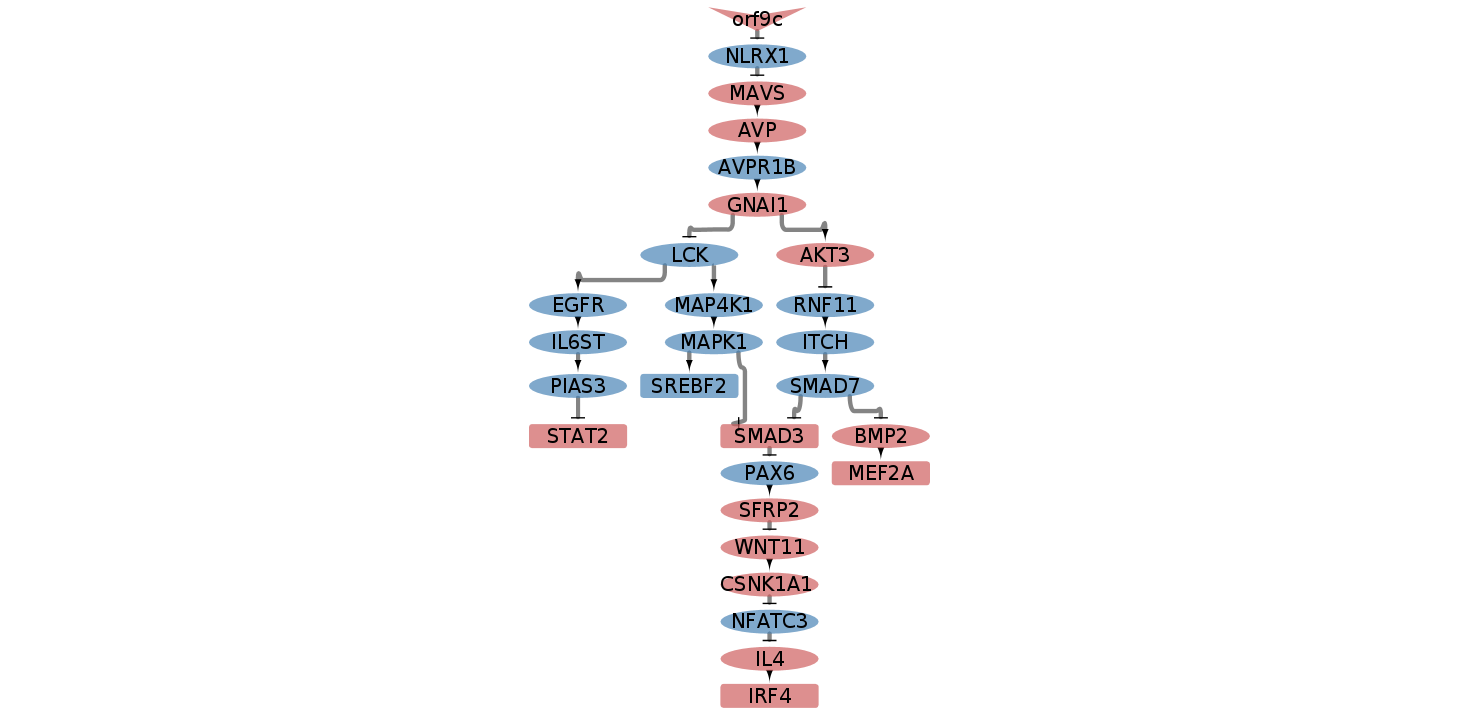 orf9c
NLRX1
MAVS
AVP
AVPR1B
GNAI1
LCK AKT3
EGFR MAP4K1 RNF11
IL6ST MAPK1 ITCH
PIAS3 SREBF2 SMAD7
STAT2 SMAD3 BMP2
PAX6 MEF2A
SFRP2
WNT11
CSNK1A1
NFATC3
IL4
IRF4